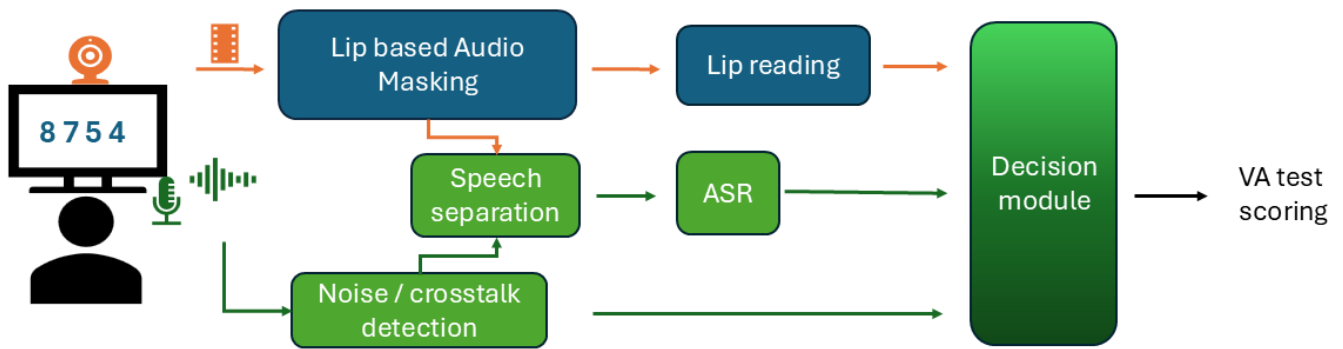 8 7 5 4
Lip based Audio
Masking
Lip reading
Speech
separation
ASR
Noise / crosstalk
detection
Decision
module
VA test
scoring